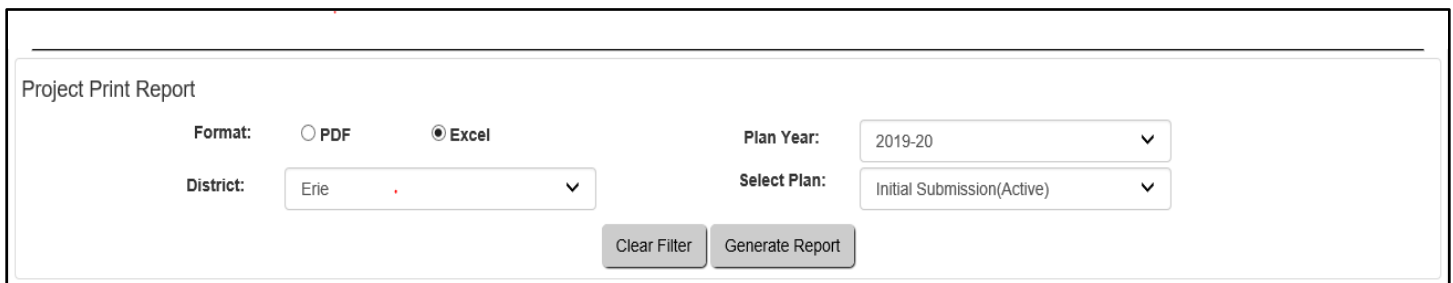 Project Print Report
Format: PDF Excel Plan Year: 2019-20
District: Erie Select Plan: Initial Submission(Active)
Clear Filter Generate Report